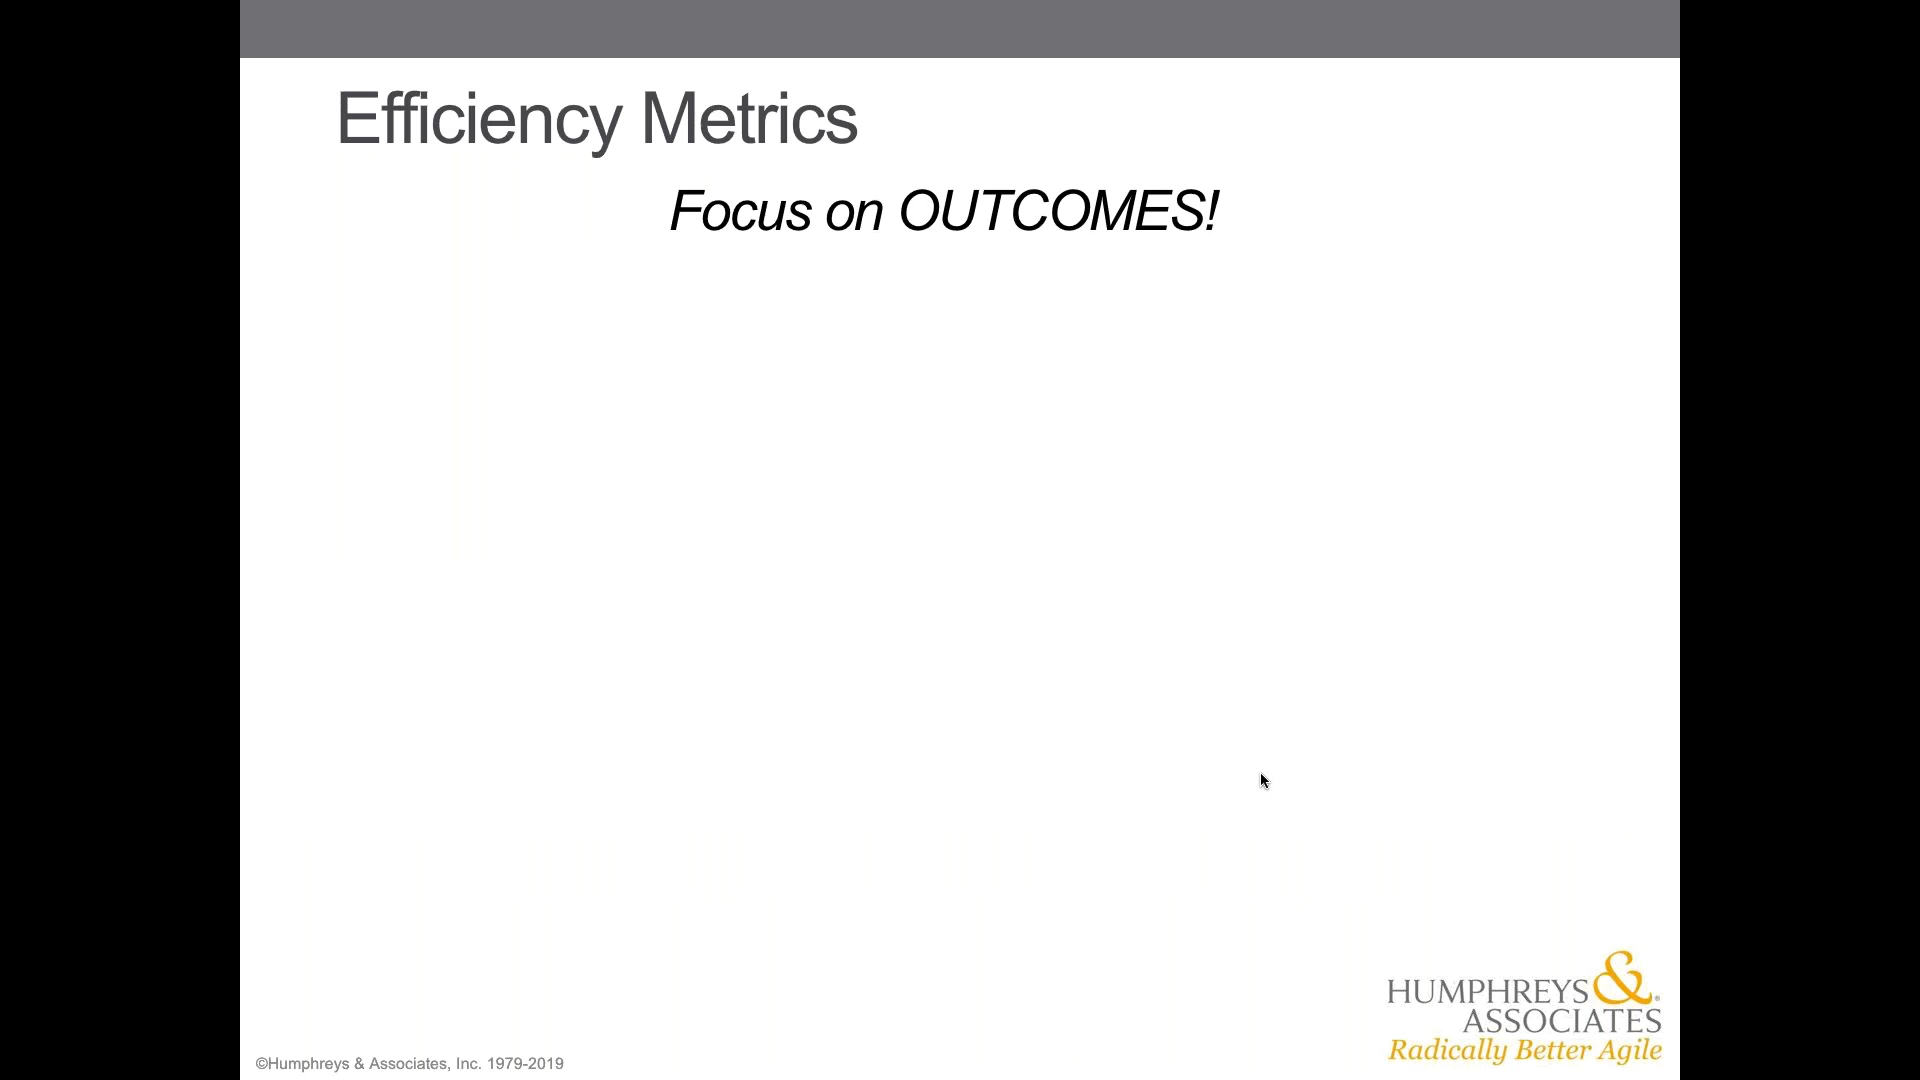 Efficiency Metrics
Focus on OUTCOMES!
HUMPHREYS &®
ASSOCIATES
Radically Better Agile
©Humphreys & Associates, Inc. 1979-2019